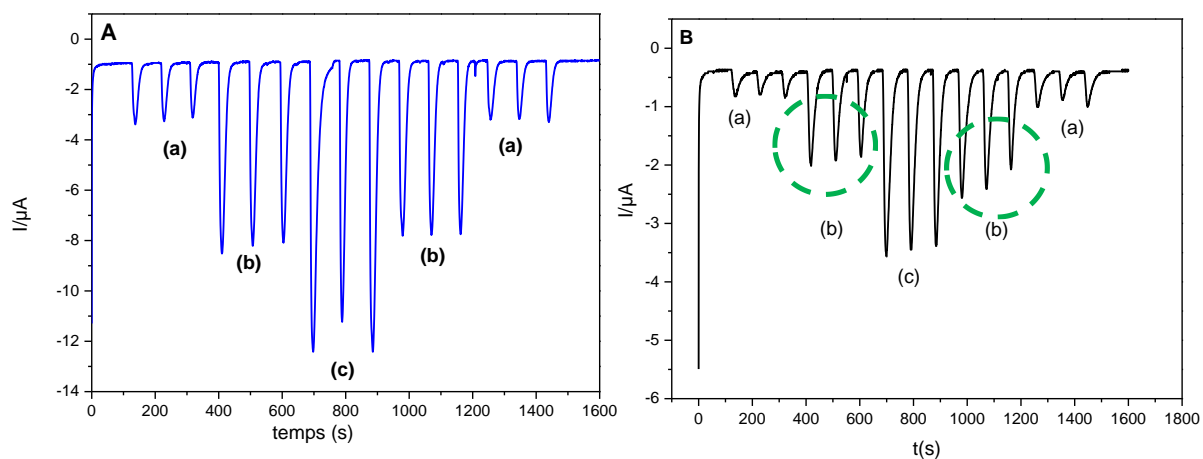 A
I/µA
0
-2
-4
-6
-8
-10
-12
-14
(a)
(b)
(c)
(b)
(a)
0 200 400 600 800 1000 1200 1400 1600
temps (s)
B
I/µA
0
-1
-2
-3
-4
-5
-6
(a)
(b)
(c)
(b)
(a)
0 200 400 600 800 1000 1200 1400 1600 1800
t(s)